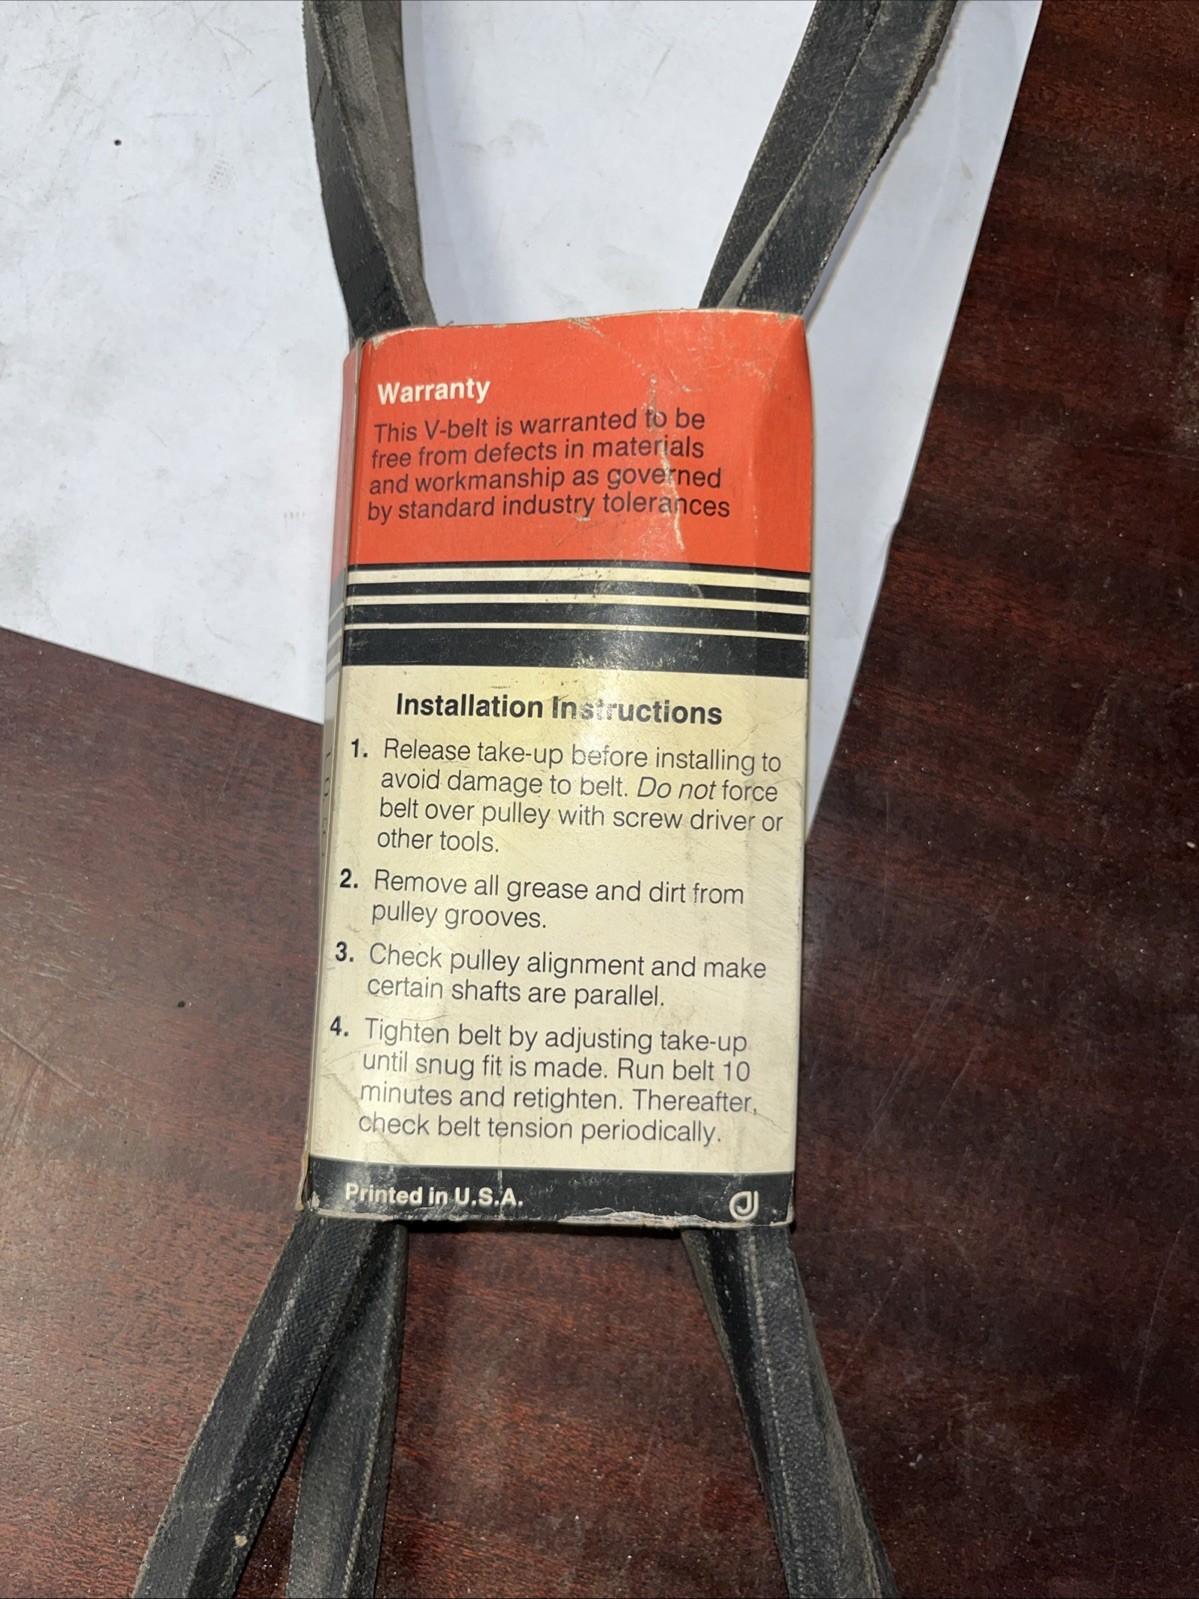 Warranty
This V-belt is warranted to be
free from defects in materials
and workmanship as governed
by standard industry tolerances
Installation Instructions
1. Release take-up before installing to
avoid damage to belt. Do not force
belt over pulley with screw driver or
other tools.
2. Remove all grease and dirt from
pulley grooves.
3. Check pulley alignment and make
certain shafts are parallel.
4. Tighten belt by adjusting take-up
until snug fit is made. Run belt 10
minutes and retighten. Thereafter,
check belt tension periodically.
Printed in U.S.A.